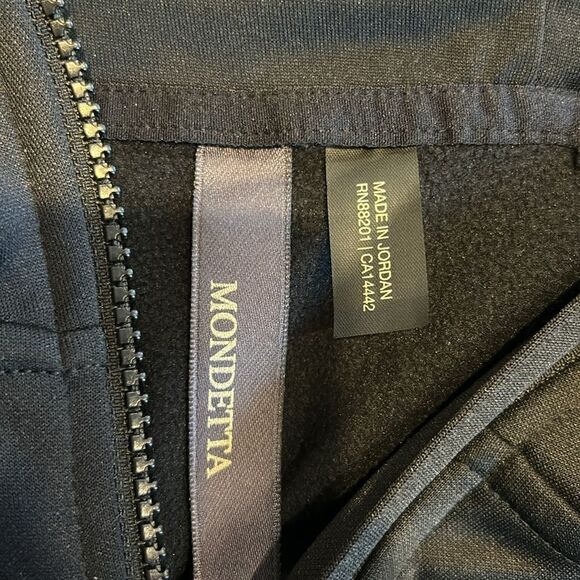 MONDETTA
MADE IN JORDAN
RN88201 | CA14442